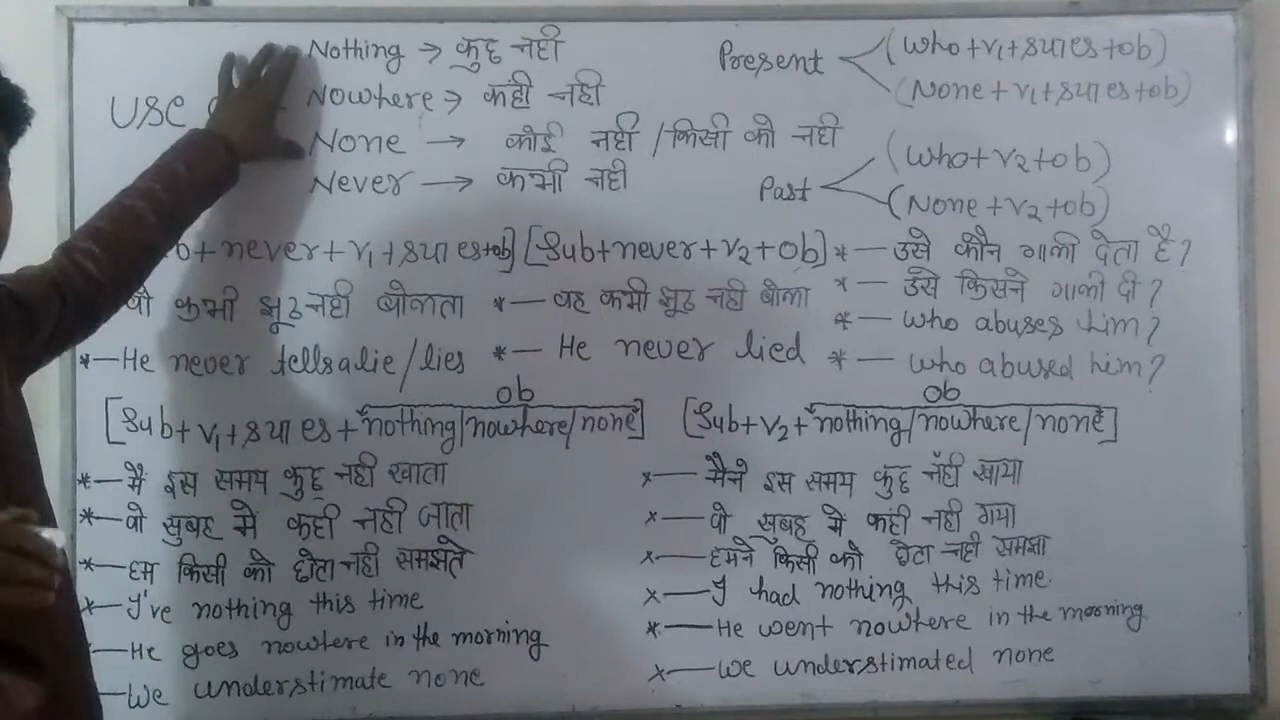 Nothing → कुछ नही
USE
Nowhere → कही नही
None → कोई नही / किसी को नही
Never → कभी नही
Present
(Who+V1+s या es+ob)
(None+V1+s या es+ob)
Past
(Who+V2+ob)
(None+V2+ob)
b+never+V1+s या es+ob] [Sub+never+V2+ob]
वो कभी झूठ नही बोलता
*— वह कभी झूठ नही बोला
*—He never tells a lie/lies
*— He never lied
*— उसे कौन गाली देता है?
*— उसे किसने गाली दी?
*— Who abuses him?
*— Who abused him?
ob
[Sub+V1+s या es+"nothing/nowhere/none"]
ob
[Sub+V2+"nothing/nowhere/none"]
*—मै इस समय कुछ नही खाता
*—वो सुबह में कही नही जाता
*—हम किसी को छोटा नही समझते
*—I've nothing this time
—He goes nowhere in the morning
—We understimate none
×—मैने इस समय कुछ नही खाया
×—वो सुबह में कही नही गया
×—हमने किसी को छोटा नही समझा
×—I had nothing this time.
*—He went nowhere in the morning
×—We understimated none